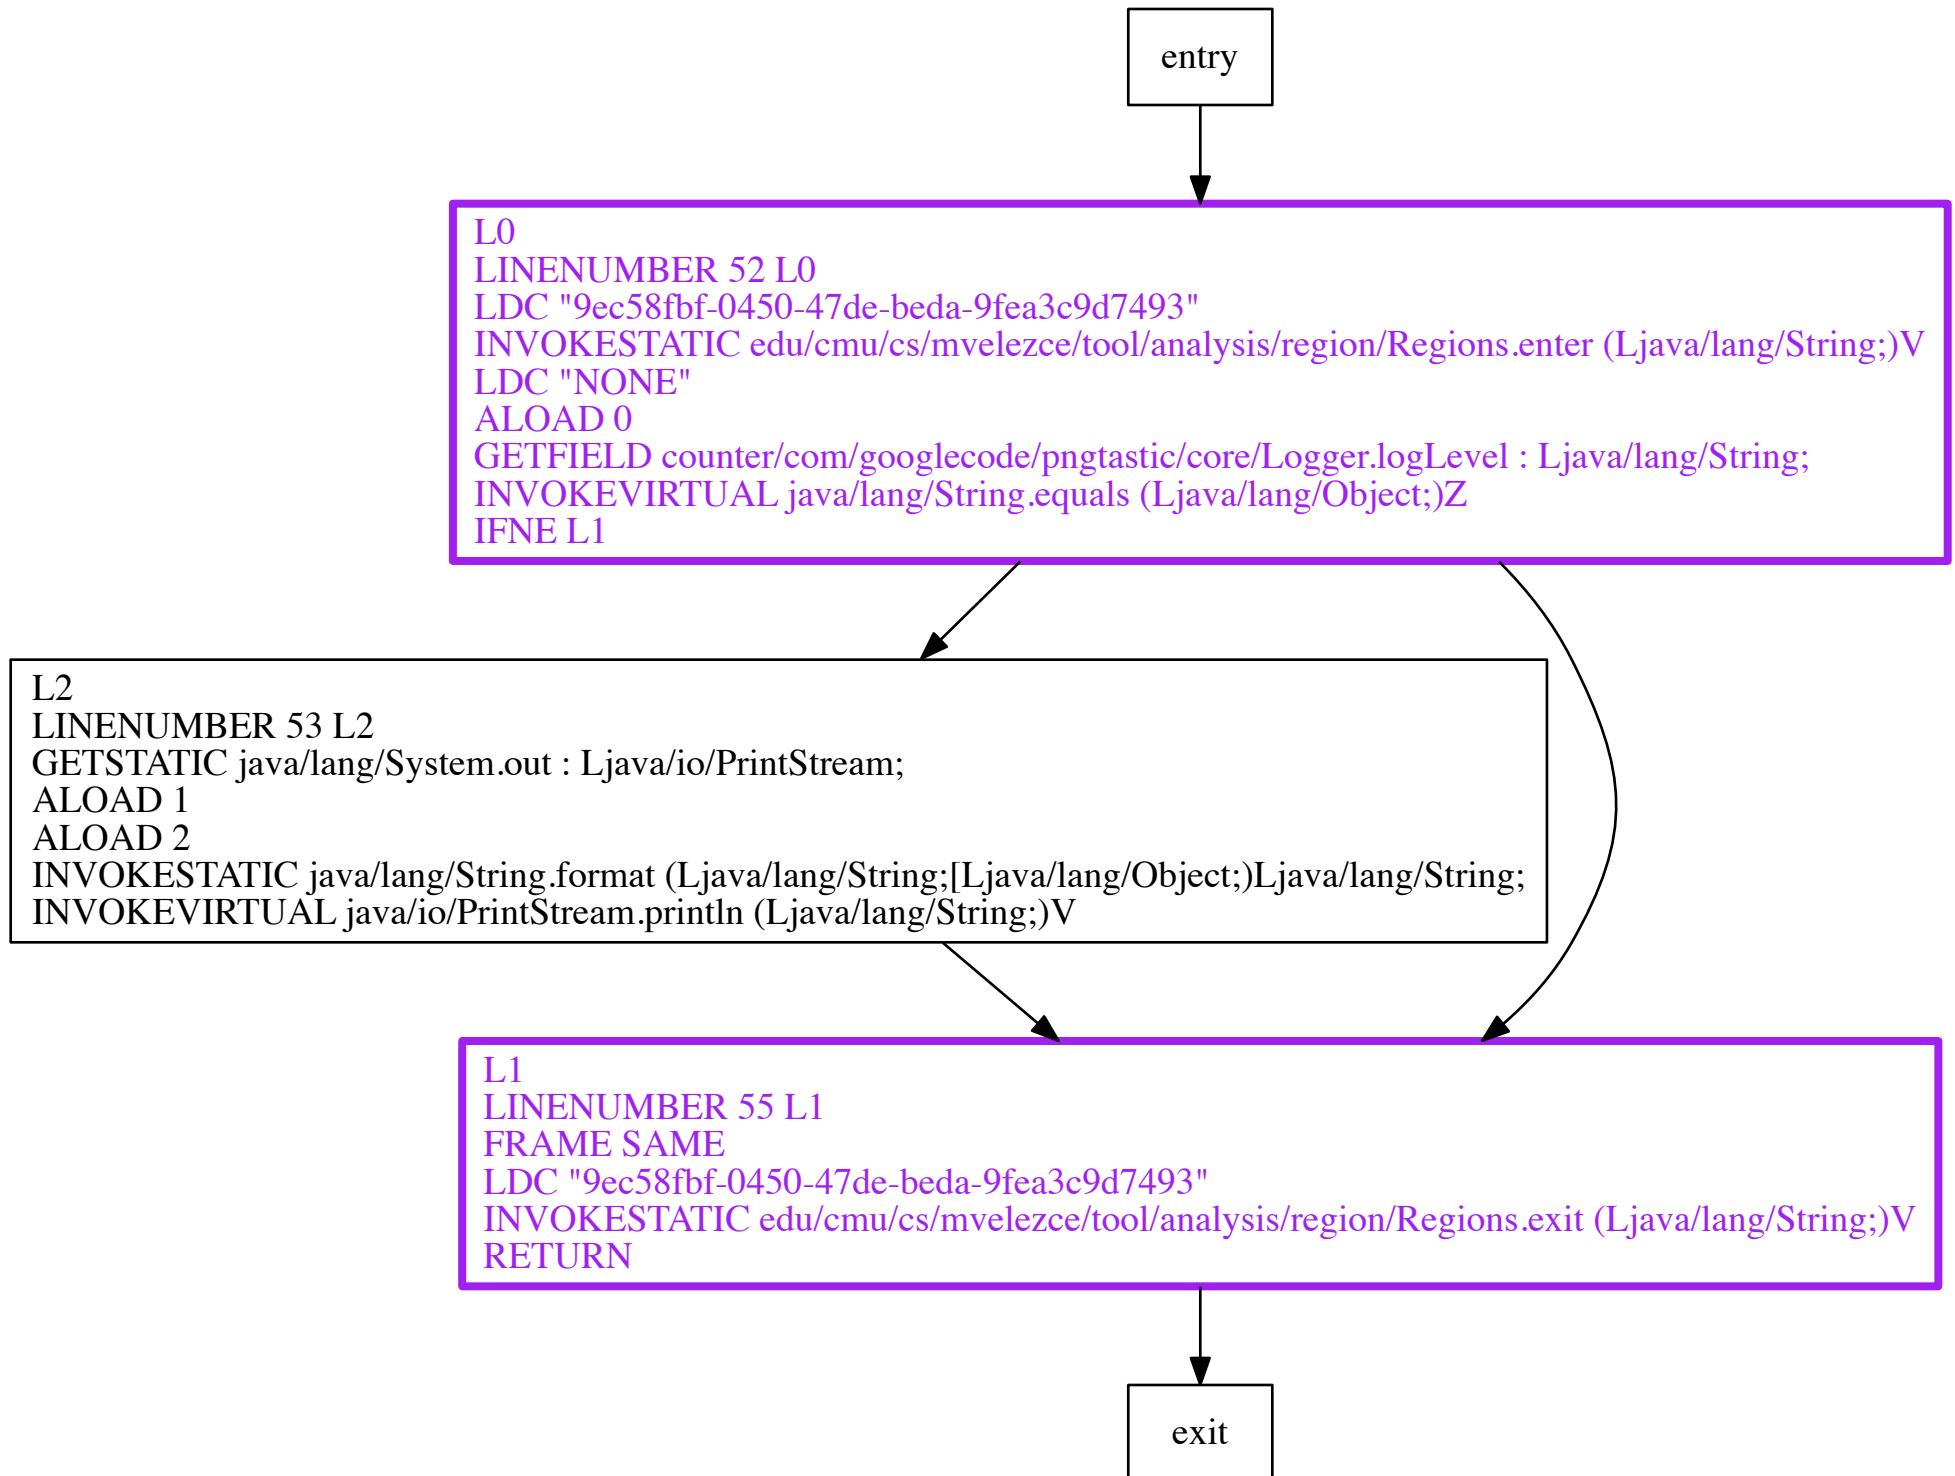 entry
L0
LINENUMBER 52 L0
LDC "9ec58fbf-0450-47de-beda-9fea3c9d7493"
INVOKESTATIC edu/cmu/cs/mvelezce/tool/analysis/region/Regions.enter (Ljava/lang/String;)V
LDC "NONE"
ALOAD 0
GETFIELD counter/com/googlecode/pngtastic/core/Logger.logLevel : Ljava/lang/String;
INVOKEVIRTUAL java/lang/String.equals (Ljava/lang/Object;)Z
IFNE L1
L2
LINENUMBER 53 L2
GETSTATIC java/lang/System.out : Ljava/io/PrintStream;
ALOAD 1
ALOAD 2
INVOKESTATIC java/lang/String.format (Ljava/lang/String;[Ljava/lang/Object;)Ljava/lang/String;
INVOKEVIRTUAL java/io/PrintStream.println (Ljava/lang/String;)V
L1
LINENUMBER 55 L1
FRAME SAME
LDC "9ec58fbf-0450-47de-beda-9fea3c9d7493"
INVOKESTATIC edu/cmu/cs/mvelezce/tool/analysis/region/Regions.exit (Ljava/lang/String;)V
RETURN
exit